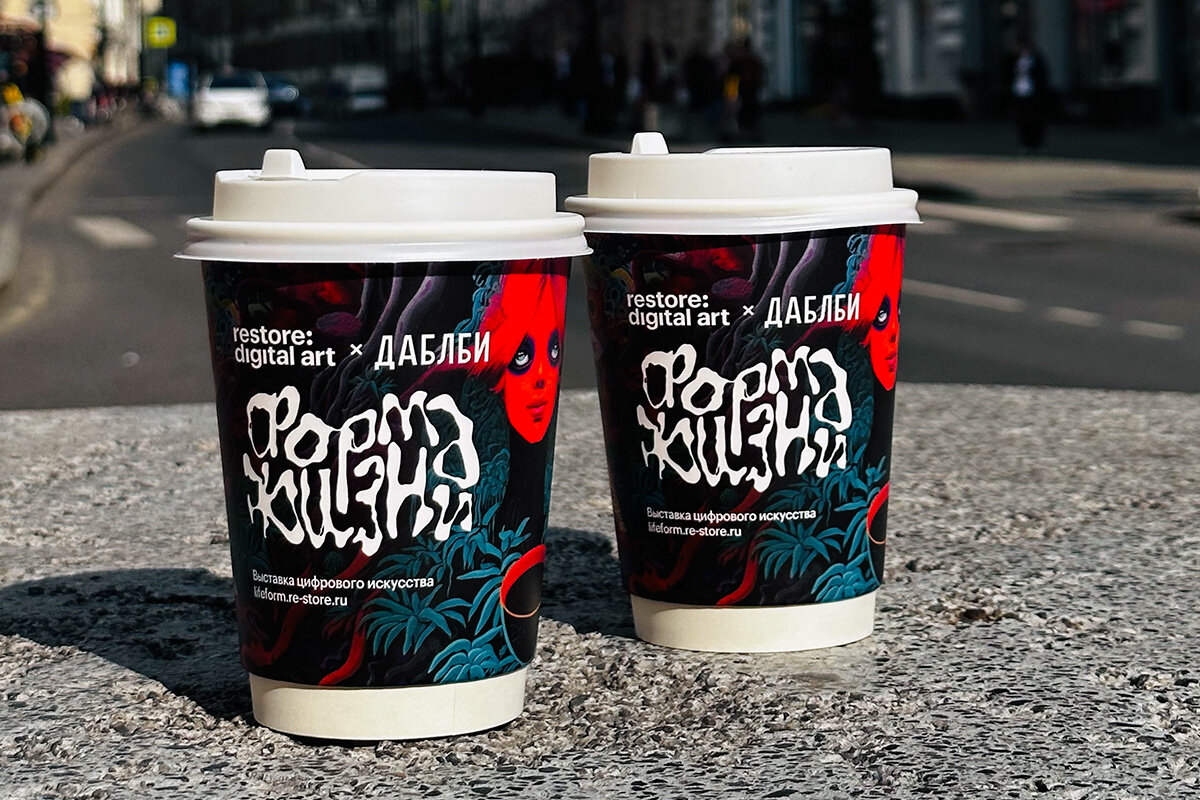 restore:
digital art × ДАБЛБИ
форма
жизни
Выставка цифрового искусства
lifeform.re-store.ru
restore:
digital art × ДАБЛБИ
форма
жизни
Выставка цифрового искусства
lifeform.re-store.ru